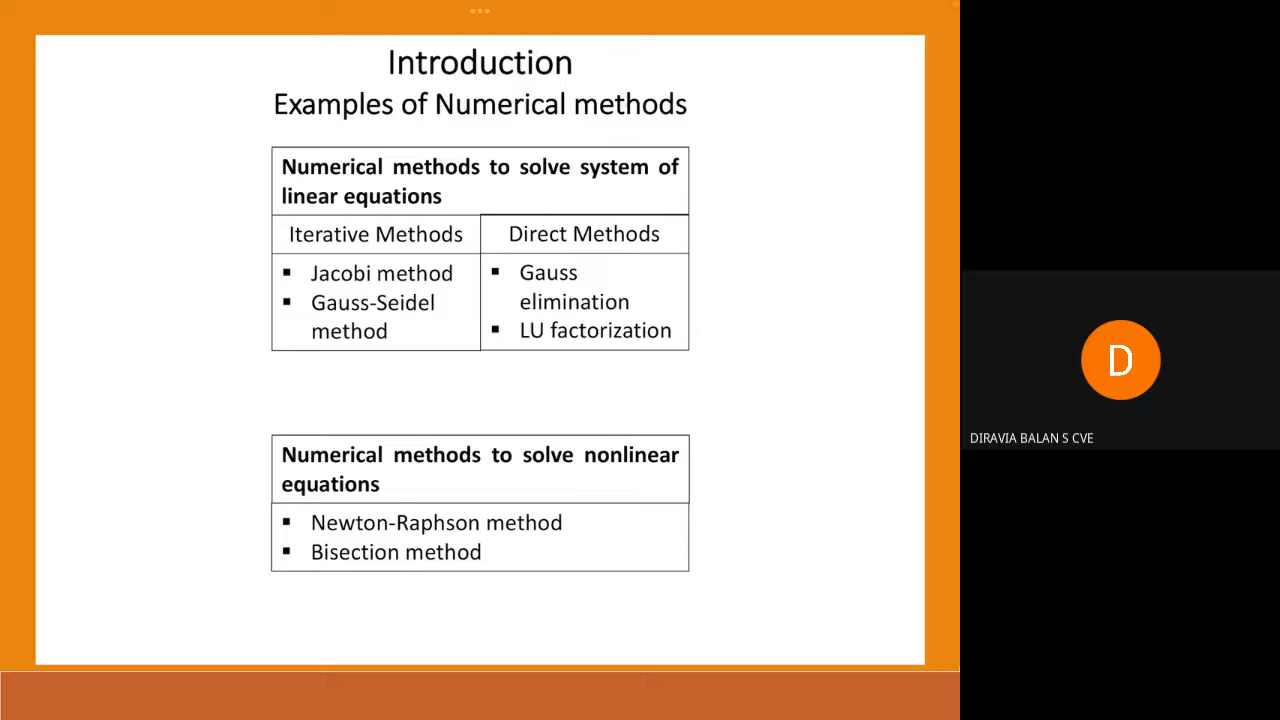 Introduction
Examples of Numerical methods
Numerical methods to solve system of
linear equations
Iterative Methods
Direct Methods
▪ Jacobi method
▪ Gauss-Seidel
method
▪ Gauss
elimination
▪ LU factorization
Numerical methods to solve nonlinear
equations
▪ Newton-Raphson method
▪ Bisection method
D
DIRAVIA BALAN S CVE